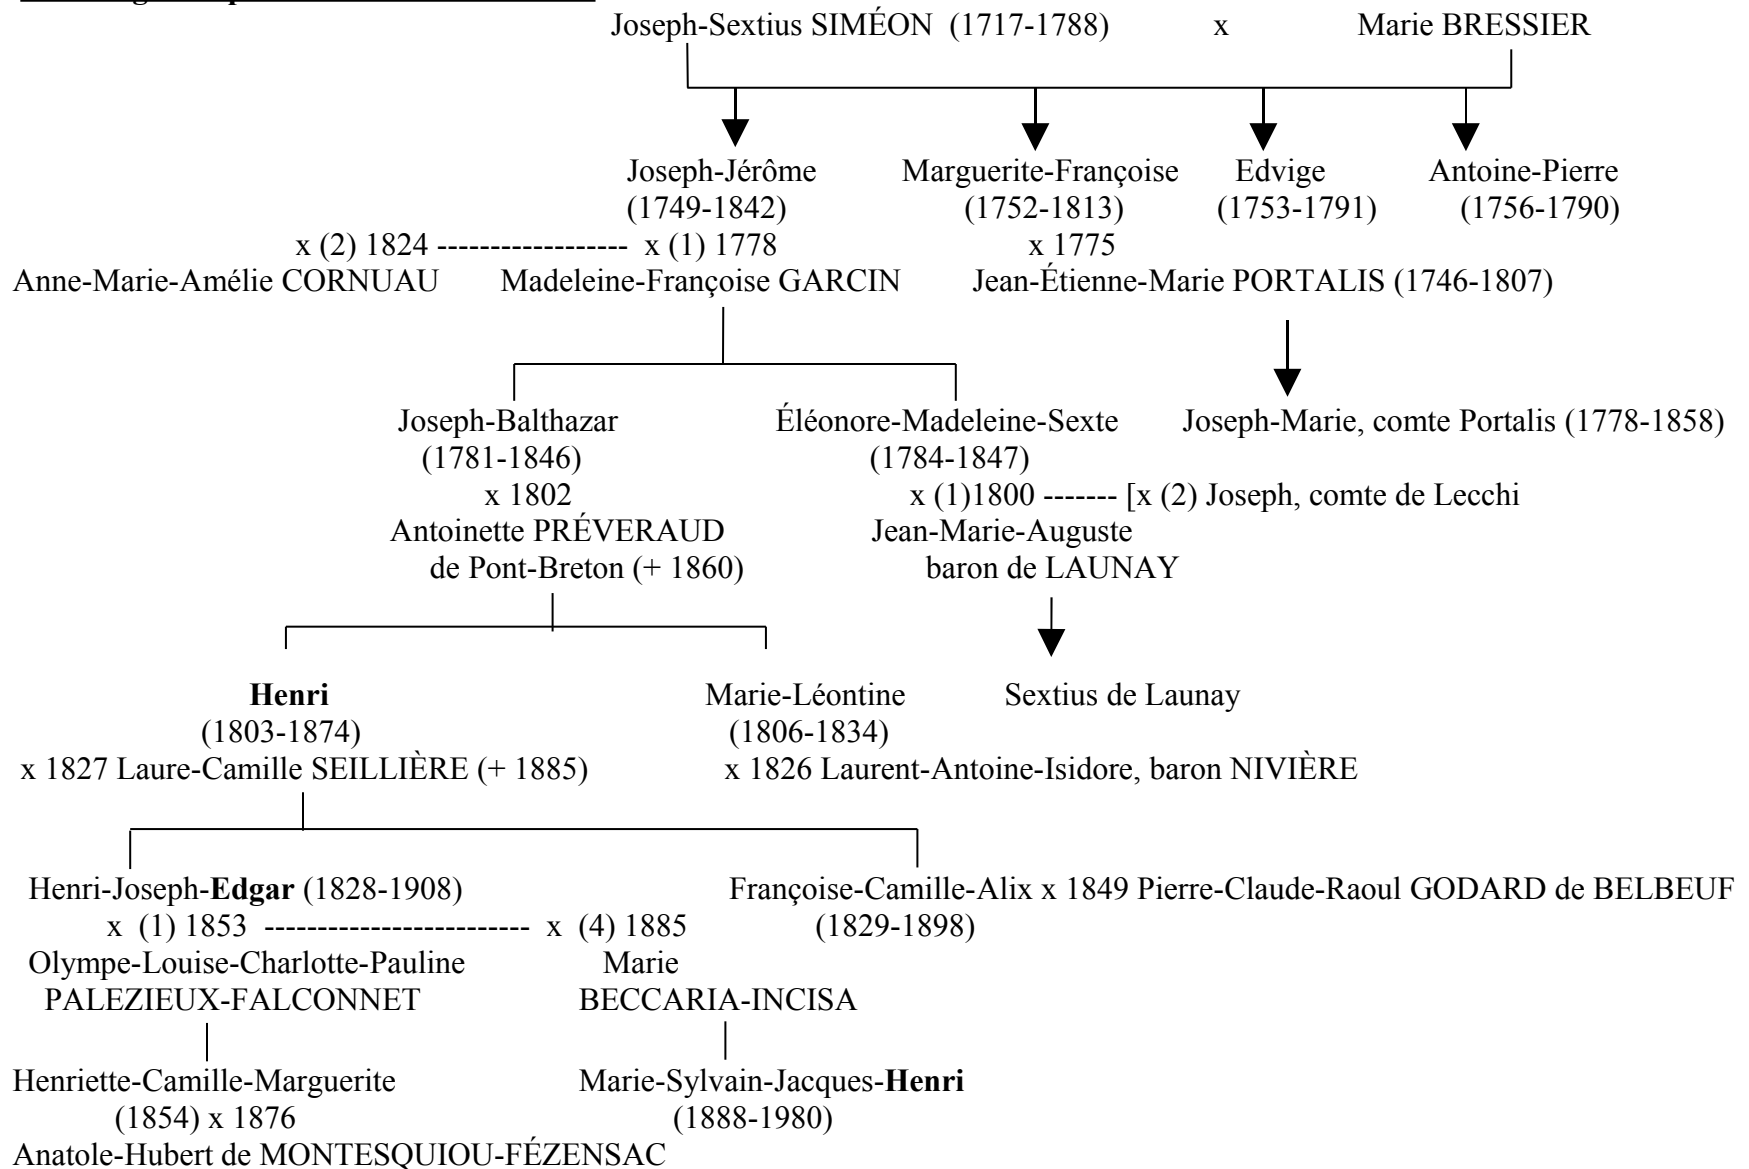 Joseph-Sextius SIMÉON (1717-1788) x Marie BRESSIER
Joseph-Jérôme Marguerite-Françoise Edvige Antoine-Pierre
(1749-1842) (1752-1813) (1753-1791) (1756-1790)
x (2) 1824 ------------------ x (1) 1778 x 1775
Anne-Marie-Amélie CORNUAU Madeleine-Françoise GARCIN Jean-Étienne-Marie PORTALIS (1746-1807)
Joseph-Balthazar Éléonore-Madeleine-Sexte Joseph-Marie, comte Portalis (1778-1858)
(1781-1846) (1784-1847)
x 1802 x (1)1800 ------- [x (2) Joseph, comte de Lecchi
Antoinette PRÉVERAUD Jean-Marie-Auguste
de Pont-Breton (+ 1860) baron de LAUNAY
Henri Marie-Léontine Sextius de Launay
(1803-1874) (1806-1834)
x 1827 Laure-Camille SEILLIÈRE (+ 1885) x 1826 Laurent-Antoine-Isidore, baron NIVIÈRE
Henri-Joseph-Edgar (1828-1908) Françoise-Camille-Alix x 1849 Pierre-Claude-Raoul GODARD de BELBEUF
x (1) 1853 ------------------------- x (4) 1885 (1829-1898)
Olympe-Louise-Charlotte-Pauline Marie
PALEZIEUX-FALCONNET BECCARIA-INCISA
Henriette-Camille-Marguerite Marie-Sylvain-Jacques-Henri
(1854) x 1876 (1888-1980)
Anatole-Hubert de MONTESQUIOU-FÉZENSAC